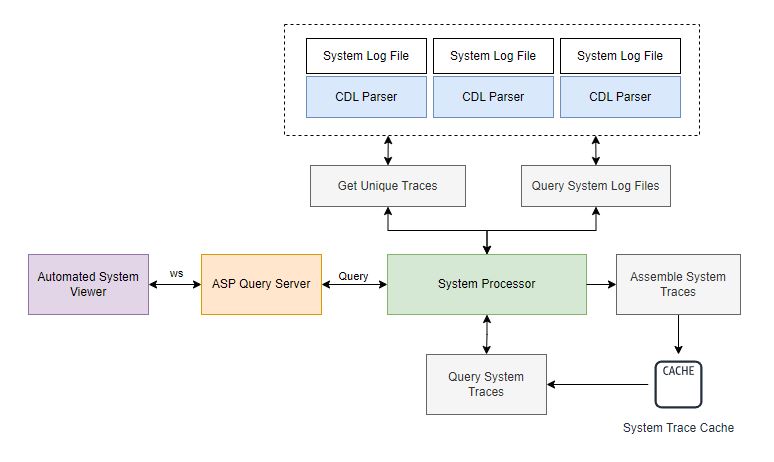 System Log File
System Log File
System Log File
CDL Parser
CDL Parser
CDL Parser
Get Unique Traces
Query System Log Files
Automated System
Viewer
ws
ASP Query Server
Query
System Processor
Assemble System
Traces
Query System
Traces
CACHE
System Trace Cache